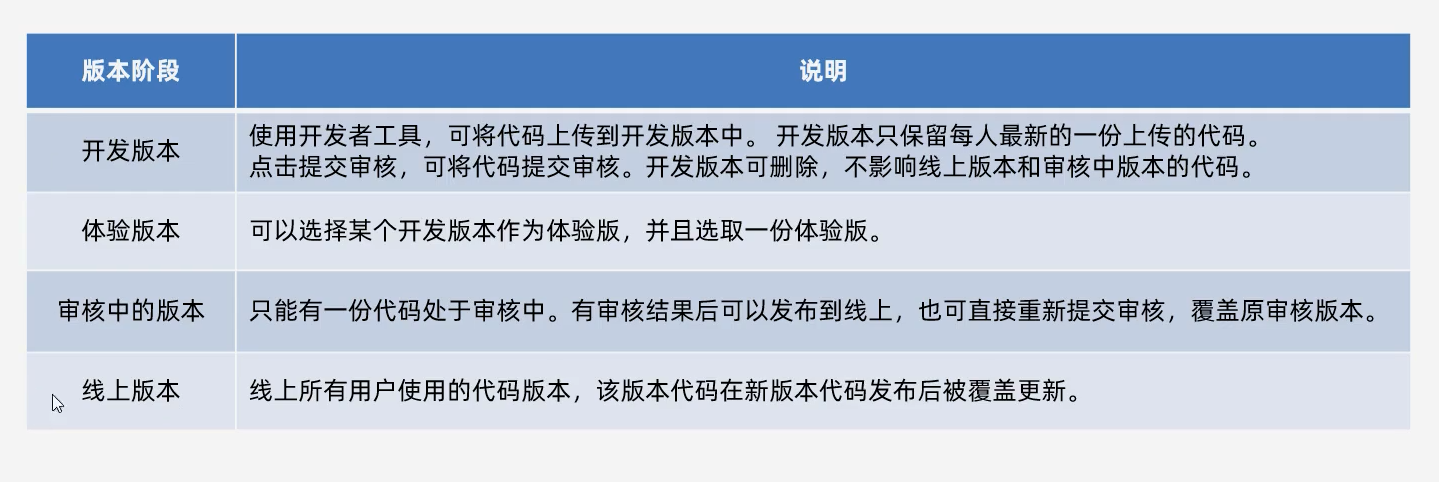 版本阶段
说明
开发版本
使用开发者工具，可将代码上传到开发版本中。 开发版本只保留每人最新的一份上传的代码。
点击提交审核，可将代码提交审核。开发版本可删除，不影响线上版本和审核中版本的代码。
体验版本
可以选择某个开发版本作为体验版，并且选取一份体验版。
审核中的版本
只能有一份代码处于审核中。有审核结果后可以发布到线上，也可直接重新提交审核，覆盖原审核版本。
线上版本
线上所有用户使用的代码版本，该版本代码在新版本代码发布后被覆盖更新。